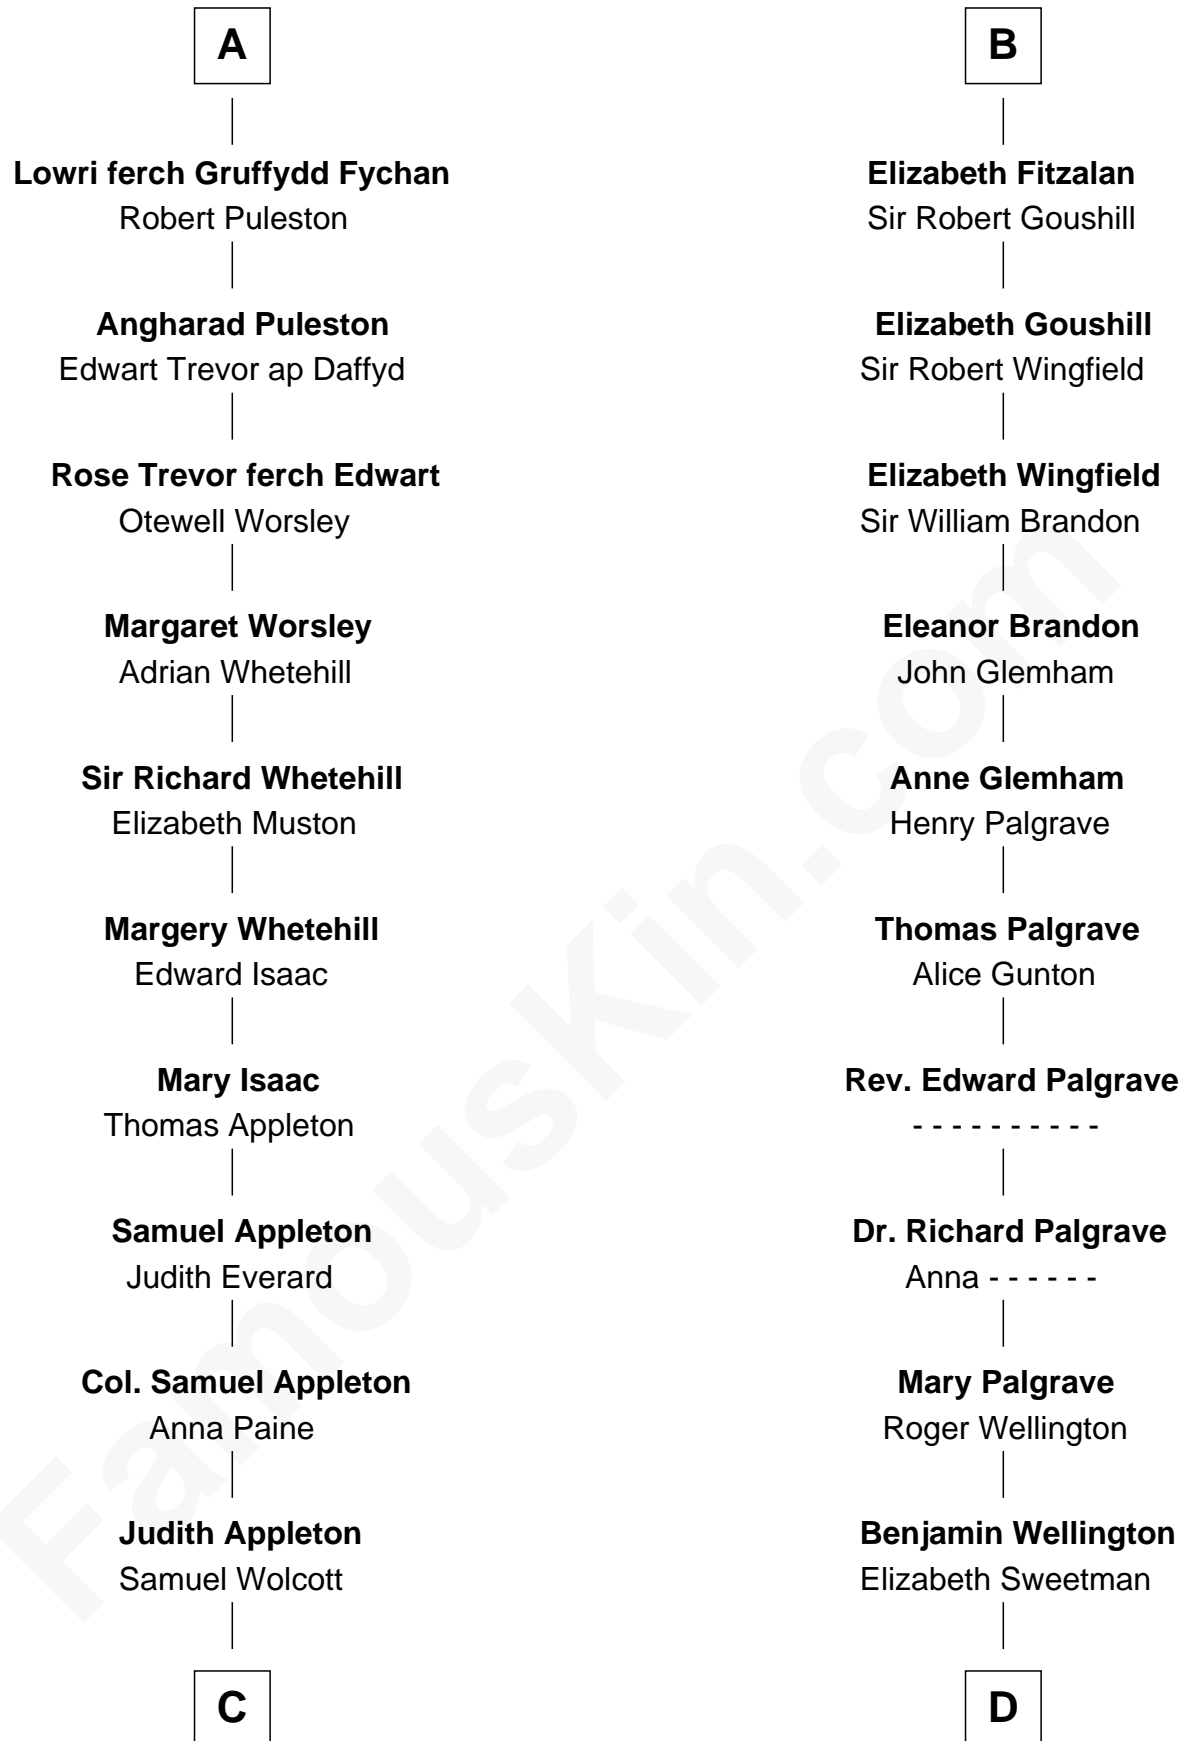 A
Lowri ferch Gruffydd Fychan
Robert Puleston
Angharad Puleston
Edwart Trevor ap Daffyd
Rose Trevor ferch Edwart
Otewell Worsley
Margaret Worsley
Adrian Whetehill
Sir Richard Whetehill
Elizabeth Muston
Margery Whetehill
Edward Isaac
Mary Isaac
Thomas Appleton
Samuel Appleton
Judith Everard
Col. Samuel Appleton
Anna Paine
Judith Appleton
Samuel Wolcott
C
B
Elizabeth Fitzalan
Sir Robert Goushill
Elizabeth Goushill
Sir Robert Wingfield
Elizabeth Wingfield
Sir William Brandon
Eleanor Brandon
John Glemham
Anne Glemham
Henry Palgrave
Thomas Palgrave
Alice Gunton
Rev. Edward Palgrave
- - - - - - - - - -
Dr. Richard Palgrave
Anna - - - - - -
Mary Palgrave
Roger Wellington
Benjamin Wellington
Elizabeth Sweetman
D
FamousKin.com